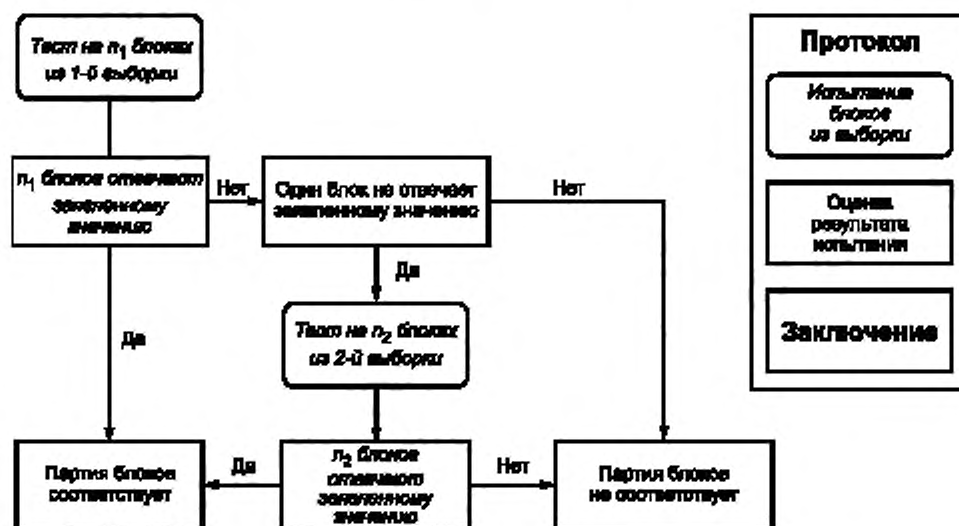 Тест на n1 блоках
из 1-й выборки
n1 блоков отвечают
заявленному
значению
Нет
Один блок не отвечает
заявленному значению
Нет
Да
Да
Тест на n2 блоках
из 2-й выборки
Партия блоков
соответствует
Да
n2 блоков
отвечают
заявленному
значению
Нет
Партия блоков
не соответствует
Протокол
Испытание
блоков
из выборки
Оценка
результата
испытания
Заключение